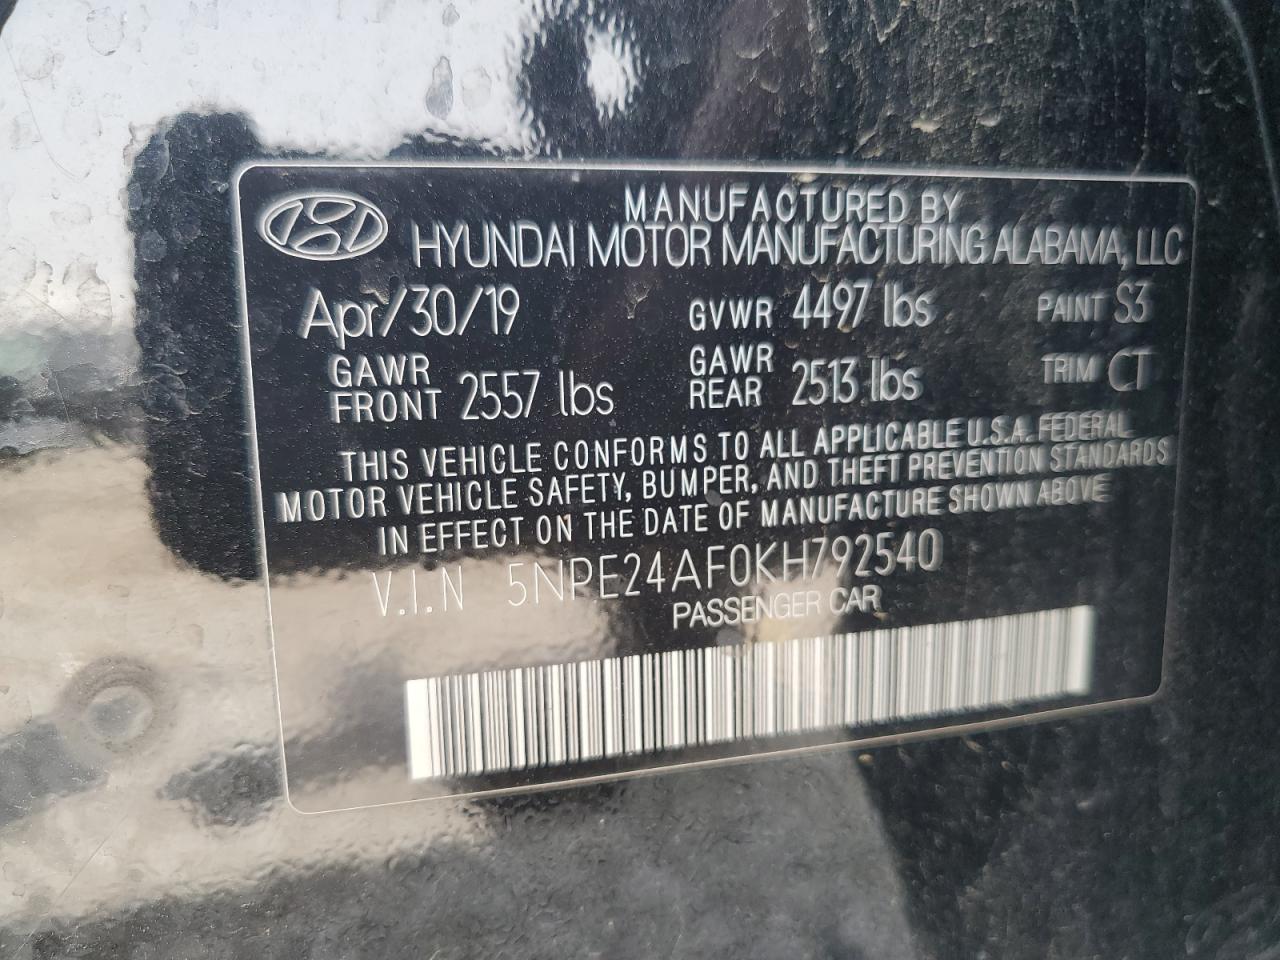 MANUFACTURED BY
HYUNDAI MOTOR MANUFACTURING ALABAMA, LLC
Apr/30/19 GVWR 4497 lbs PAINT S3
GAWR FRONT 2557 lbs GAWR REAR 2513 lbs TRIM CT
THIS VEHICLE CONFORMS TO ALL APPLICABLE U.S.A. FEDERAL
MOTOR VEHICLE SAFETY, BUMPER, AND THEFT PREVENTION STANDARDS
IN EFFECT ON THE DATE OF MANUFACTURE SHOWN ABOVE
V.I.N 5NPE24AF0KH792540
PASSENGER CAR